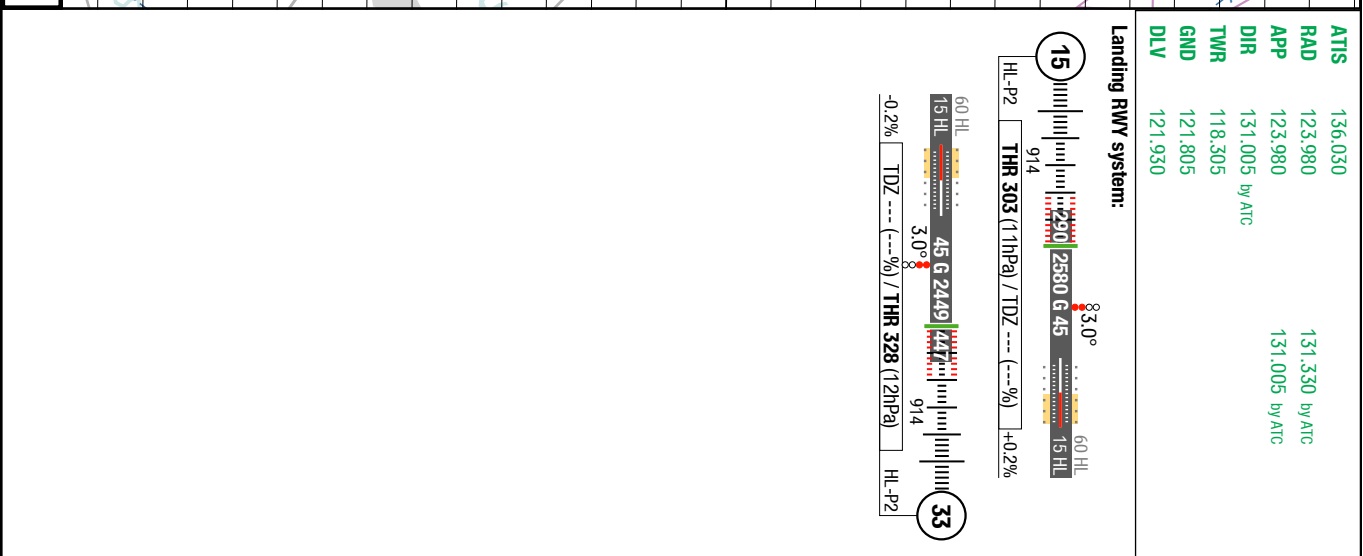 ATIS 136.030
RAD 123.980 131.330 by ATC
APP 123.980 131.005 by ATC
DIR 131.005 by ATC
TWR 118.305
GND 121.805
DLV 121.930
Landing RWY system:
3.0°
60 HL
15 290 2580 G 45 15 HL
914
HL-P2 THR 303 (11hPa) / TDZ --- (---%) +0.2%
60 HL
15 HL 45 G 2449 447 33
3.0° 914
-0.2% TDZ --- (---%) / THR 328 (12hPa) HL-P2